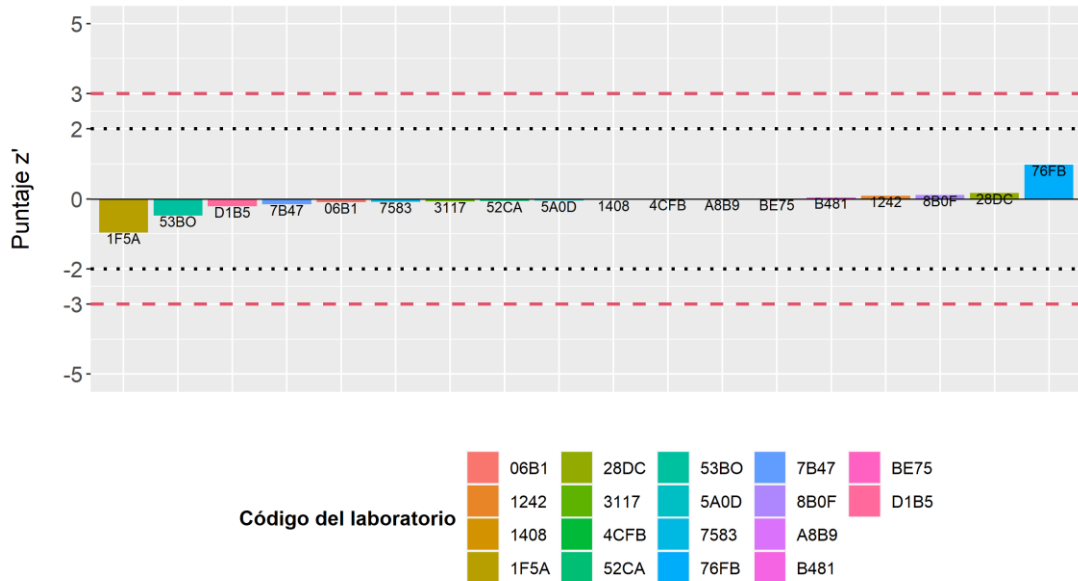 5
3
2
0
-2
-3
-5
Puntaje z'
1F5A
53BO
D1B5
7B47
06B1
7583
3117
52CA
5A0D
1408
4CFB
A8B9
BE75
B481
1242
8B0F
28DC
76FB
Código del laboratorio
06B1 28DC 53BO 7B47 BE75
1242 3117 5A0D 8B0F D1B5
1408 4CFB 7583 A8B9
1F5A 52CA 76FB B481